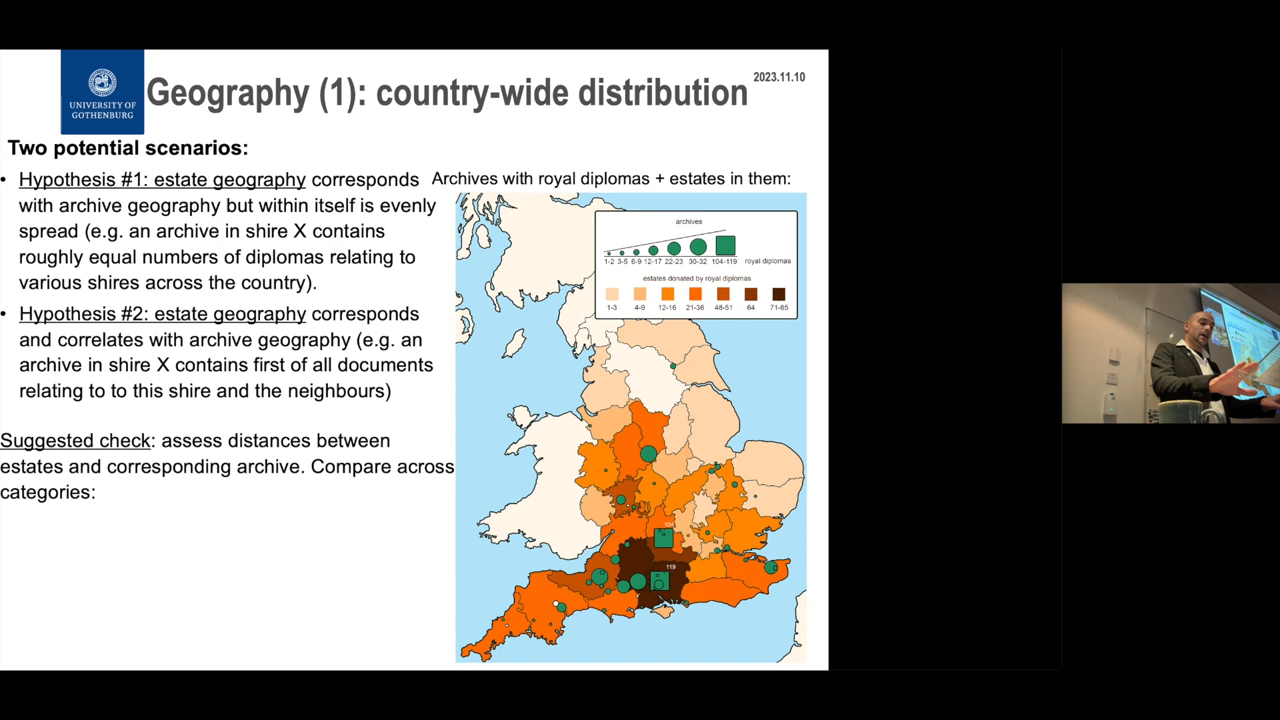 UNIVERSITY OF
GOTHENBURG
Geography (1): country-wide distribution
2023.11.10
Two potential scenarios:
• Hypothesis #1: estate geography corresponds
with archive geography but within itself is evenly
spread (e.g. an archive in shire X contains
roughly equal numbers of diplomas relating to
various shires across the country).
• Hypothesis #2: estate geography corresponds
and correlates with archive geography (e.g. an
archive in shire X contains first of all documents
relating to to this shire and the neighbours)
Suggested check: assess distances between
estates and corresponding archive. Compare across
categories:
Archives with royal diplomas + estates in them:
archives
1-2 3-5 6-9 12-17 22-23 30-32 104-119 royal diplomas
estates donated by royal diplomas
1-3 4-9 12-16 21-36 48-51 64 71-85
104
119